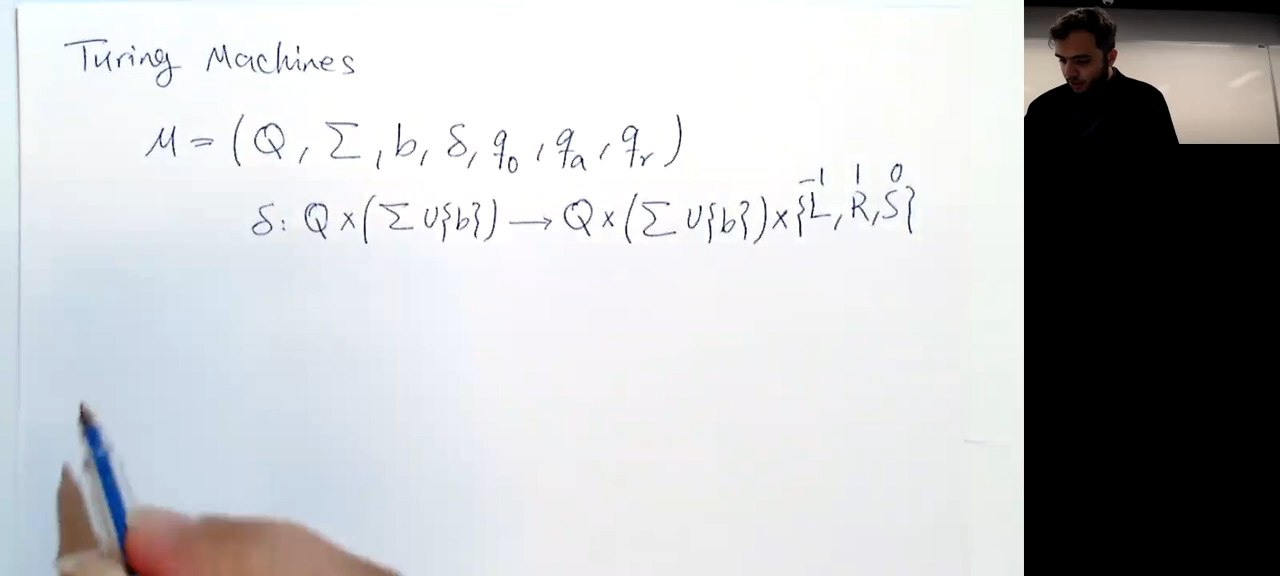 Turing Machines
M = (Q, Σ, b, δ, q₀, qₐ, qᵣ)
-1 1 0
δ: Q×(Σ∪{b}) → Q×(Σ∪{b})×{L, R, S}